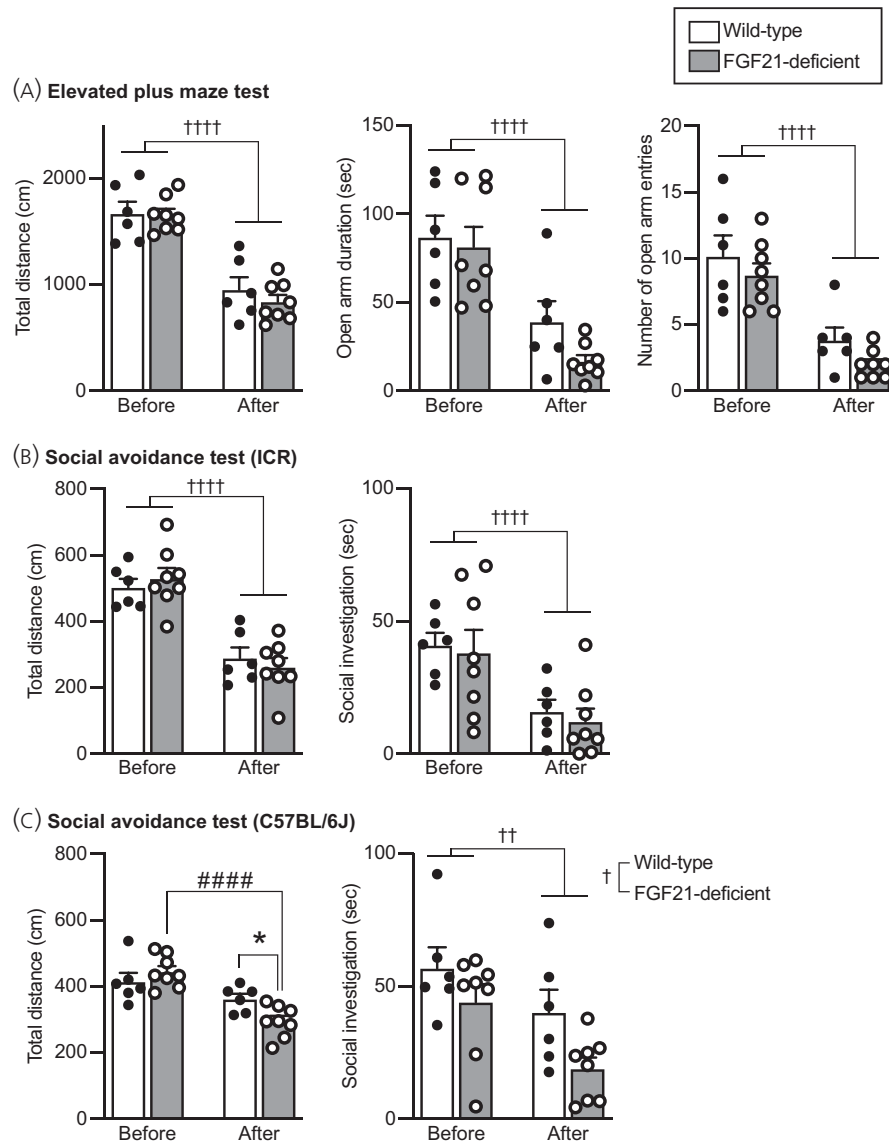 Wild-type
FGF21-deficient
(A) Elevated plus maze test
Total distance (cm)
2000
1000
0
††††
Before
After
Open arm duration (sec)
150
100
50
0
††††
Before
After
Number of open arm entries
20
15
10
5
0
††††
Before
After
(B) Social avoidance test (ICR)
Total distance (cm)
800
600
400
200
0
††††
Before
After
Social investigation (sec)
100
50
0
††††
Before
After
(C) Social avoidance test (C57BL/6J)
Total distance (cm)
800
600
400
200
0
####
*
Before
After
Social investigation (sec)
100
50
0
††
† Wild-type
FGF21-deficient
Before
After